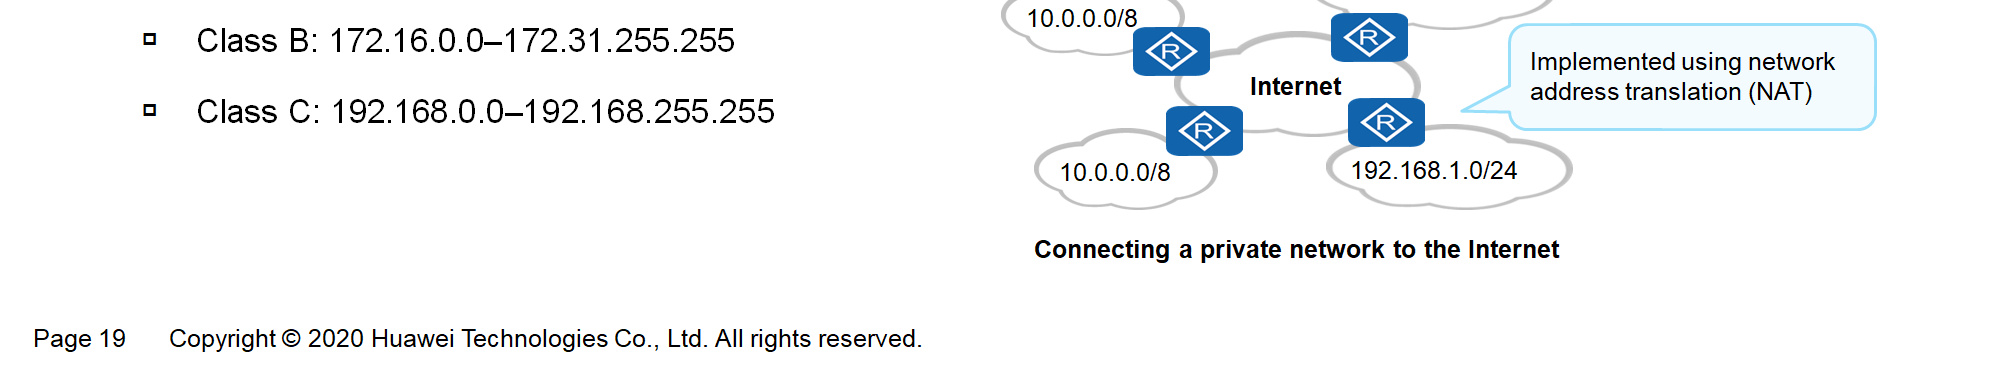 Class B: 172.16.0.0–172.31.255.255
Class C: 192.168.0.0–192.168.255.255
10.0.0.0/8
R
R
Internet
Implemented using network
address translation (NAT)
R
R
10.0.0.0/8
192.168.1.0/24
Connecting a private network to the Internet
Page 19 Copyright © 2020 Huawei Technologies Co., Ltd. All rights reserved.